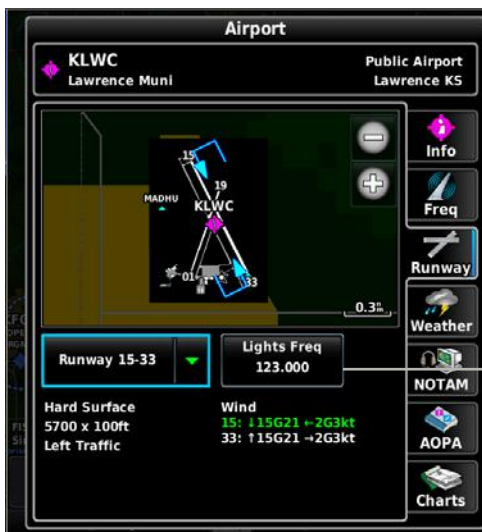 Airport
KLWC
Lawrence Muni
Public Airport
Lawrence KS
15
19
MADHU
KLWC
01
33
0.3
Info
Freq
Runway
Weather
NOTAM
AOPA
Charts
Runway 15-33
Lights Freq
123.000
Hard Surface
5700 x 100ft
Left Traffic
Wind
15: ↓15G21 ←2G3kt
33: ↑15G21 →2G3kt